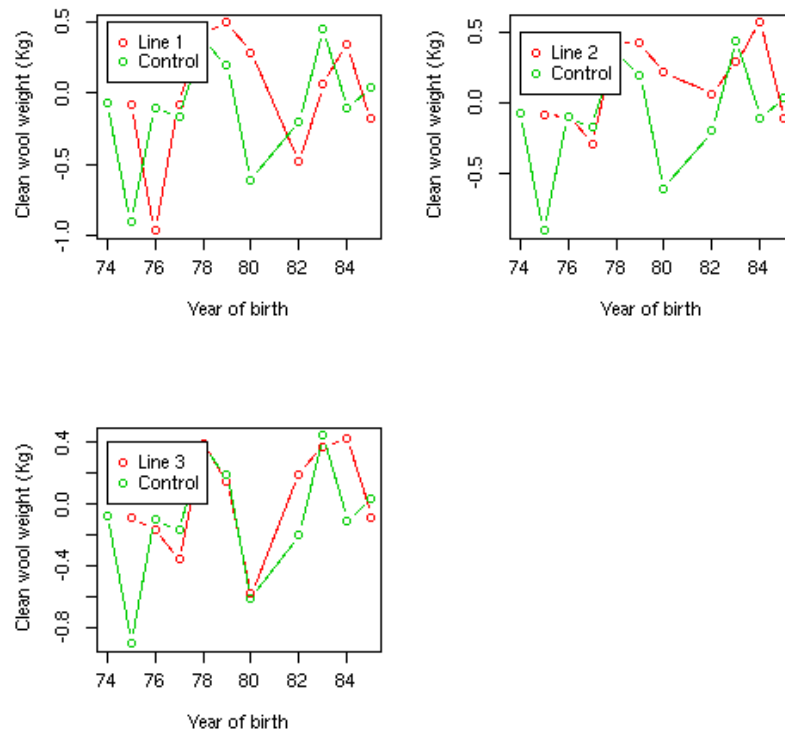 Clean wool weight (Kg)
0.5
0.0
-0.5
-1.0
Line 1
Control
74 76 78 80 82 84
Year of birth
Clean wool weight (Kg)
0.5
0.0
-0.5
Line 2
Control
74 76 78 80 82 84
Year of birth
Clean wool weight (Kg)
0.4
0.0
-0.4
-0.8
Line 3
Control
74 76 78 80 82 84
Year of birth